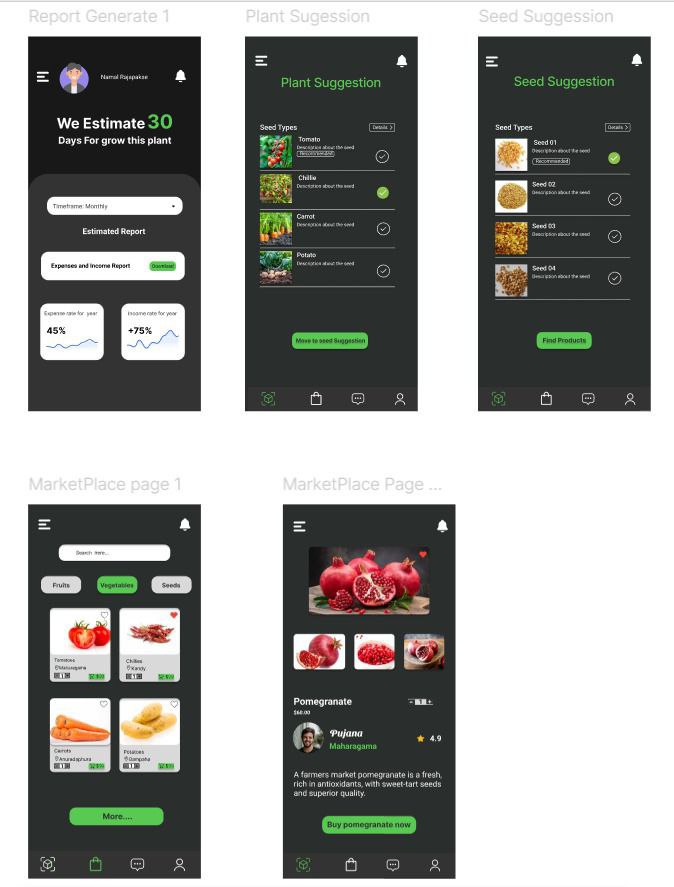 Report Generate 1
Plant Sugession
Seed Suggession
Namal Rajapakse
We Estimate 30
Days For grow this plant
Timeframe: Monthly
Estimated Report
Expenses and Income Report
Download
Expense rate for year
45%
Income rate for year
+75%
Plant Suggestion
Seed Types
Details >
Tomato
Description about the seed
Recommended
Chillie
Description about the seed
Carrot
Description about the seed
Potato
Description about the seed
Move to seed Suggestion
Seed Suggestion
Seed Types
Details >
Seed 01
Description about the seed
Recommended
Seed 02
Description about the seed
Seed 03
Description about the seed
Seed 04
Description about the seed
Find Products
MarketPlace page 1
MarketPlace Page ...
Search Here...
Fruits
Vegetables
Seeds
Tomatoes
Maharagama
Chillies
Kandy
Carrots
Anuradaphura
Potatoes
Gampaha
More....
Pomegranate
$60.00
Pujana
Maharagama
4.9
A farmers market pomegranate is a fresh,
rich in antioxidants, with sweet-tart seeds
and superior quality.
Buy pomegranate now